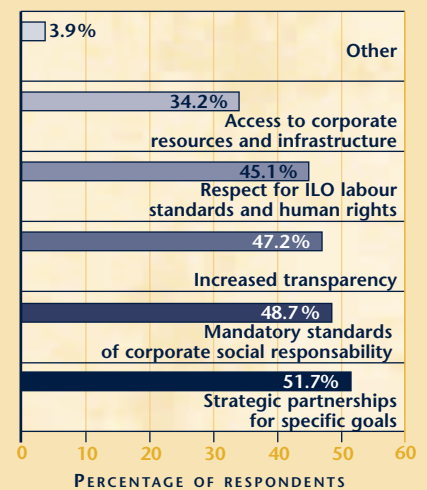 3.9%
Other
34.2%
Access to corporate
resources and infrastructure
45.1%
Respect for ILO labour
standards and human rights
47.2%
Increased transparency
48.7%
Mandatory standards
of corporate social responsability
51.7%
Strategic partnerships
for specific goals
0 10 20 30 40 50 60
PERCENTAGE OF RESPONDENTS